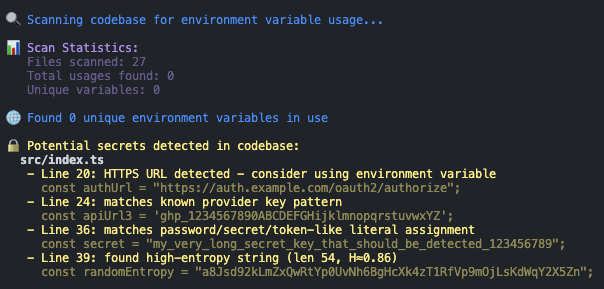 Scanning codebase for environment variable usage...
Scan Statistics:
Files scanned: 27
Total usages found: 0
Unique variables: 0
Found 0 unique environment variables in use
Potential secrets detected in codebase:
src/index.ts
- Line 20: HTTPS URL detected – consider using environment variable
const authUrl = "https://auth.example.com/oauth2/authorize";
- Line 24: matches known provider key pattern
const apiUrl3 = 'ghp_1234567890ABCDEFGHijklmnopqrstuvwxYZ';
- Line 36: matches password/secret/token-like literal assignment
const secret = "my_very_long_secret_key_that_should_be_detected_123456789";
- Line 39: found high-entropy string (len 54, H≈0.86)
const randomEntropy = "a8Jsd92kLmZxQwRtYp0UvNh6BgHcXk4zT1RfVp9mOjLsKdWqY2X5Zn";